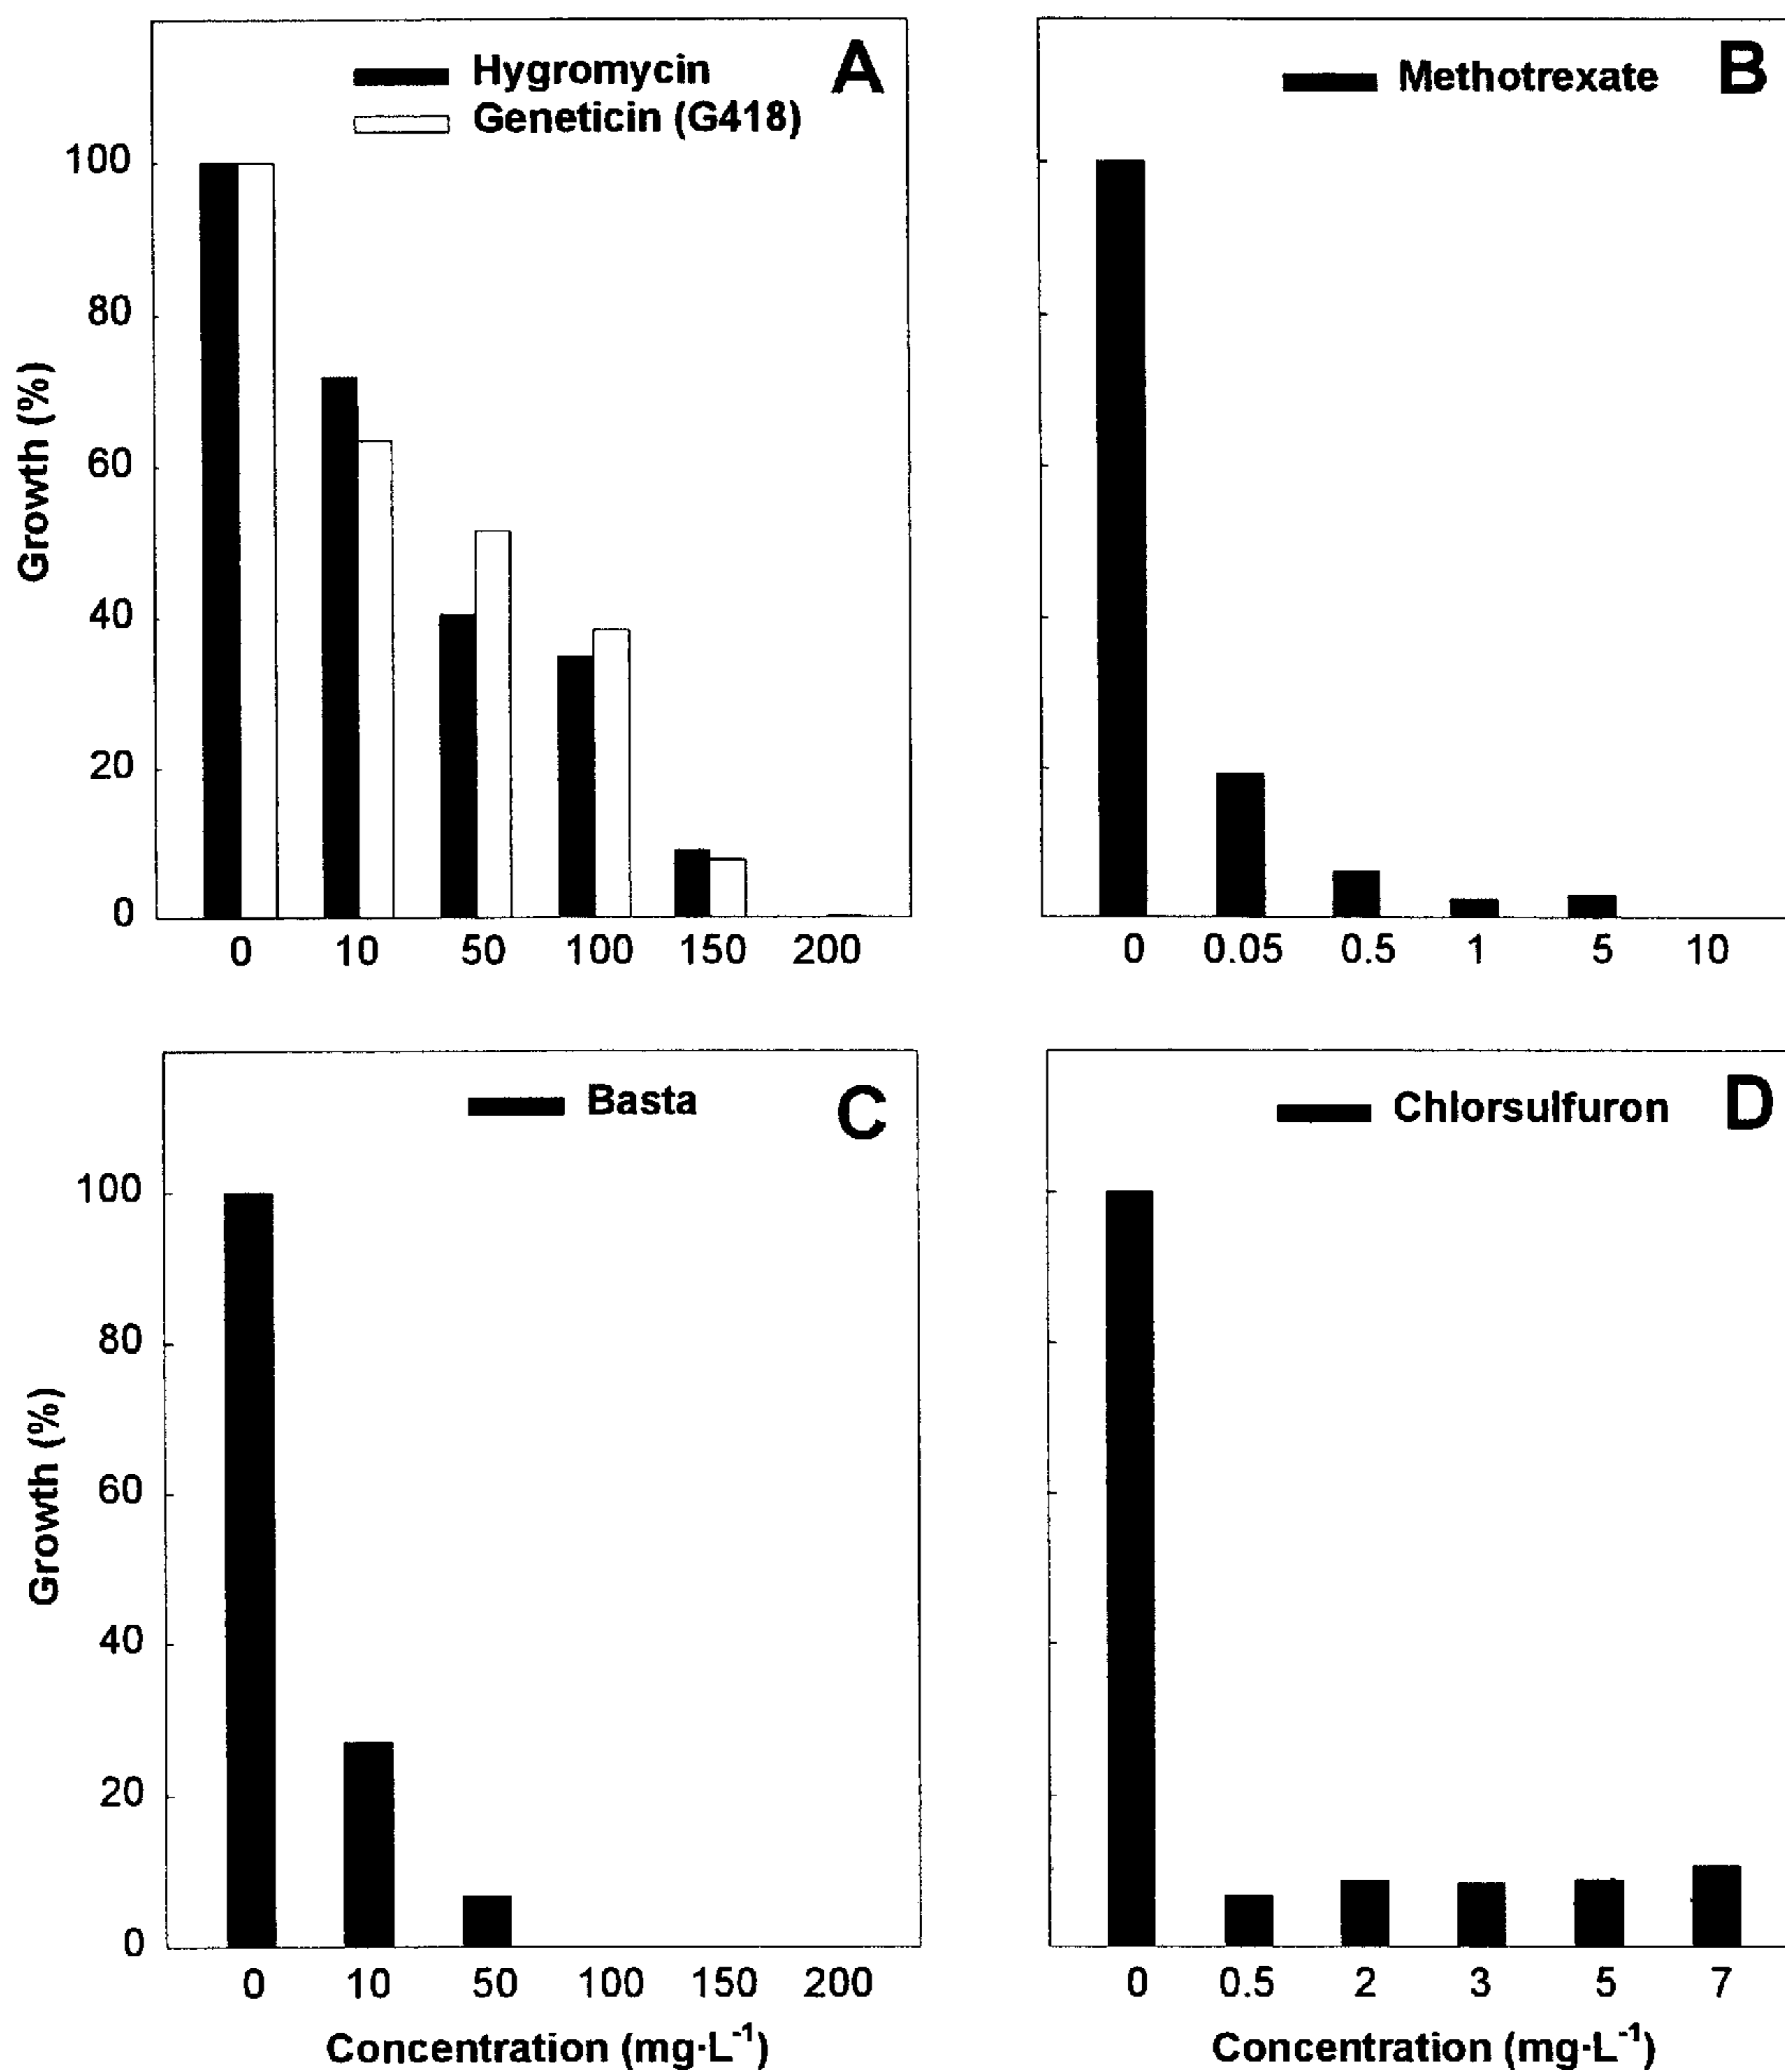 Hygromycin A
Geneticin (G418)
Methotrexate B
100
80
60
40
20
0
Growth (%)
0 10 50 100 150 200
0 0.05 0.5 1 5 10
Basta C
Chlorsulfuron D
100
80
60
40
20
0
Growth (%)
0 10 50 100 150 200
0 0.5 2 3 5 7
Concentration (mg·L⁻¹)
Concentration (mg·L⁻¹)